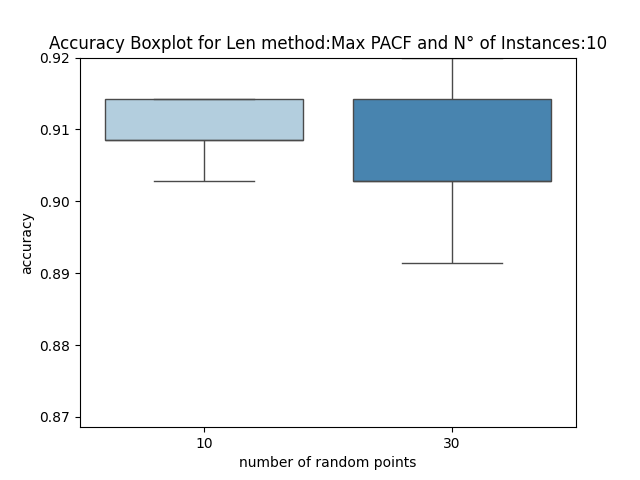 Accuracy Boxplot for Len method:Max PACF and N° of Instances:10
0.92
0.91
0.90
0.89
0.88
0.87
accuracy
10 30
number of random points